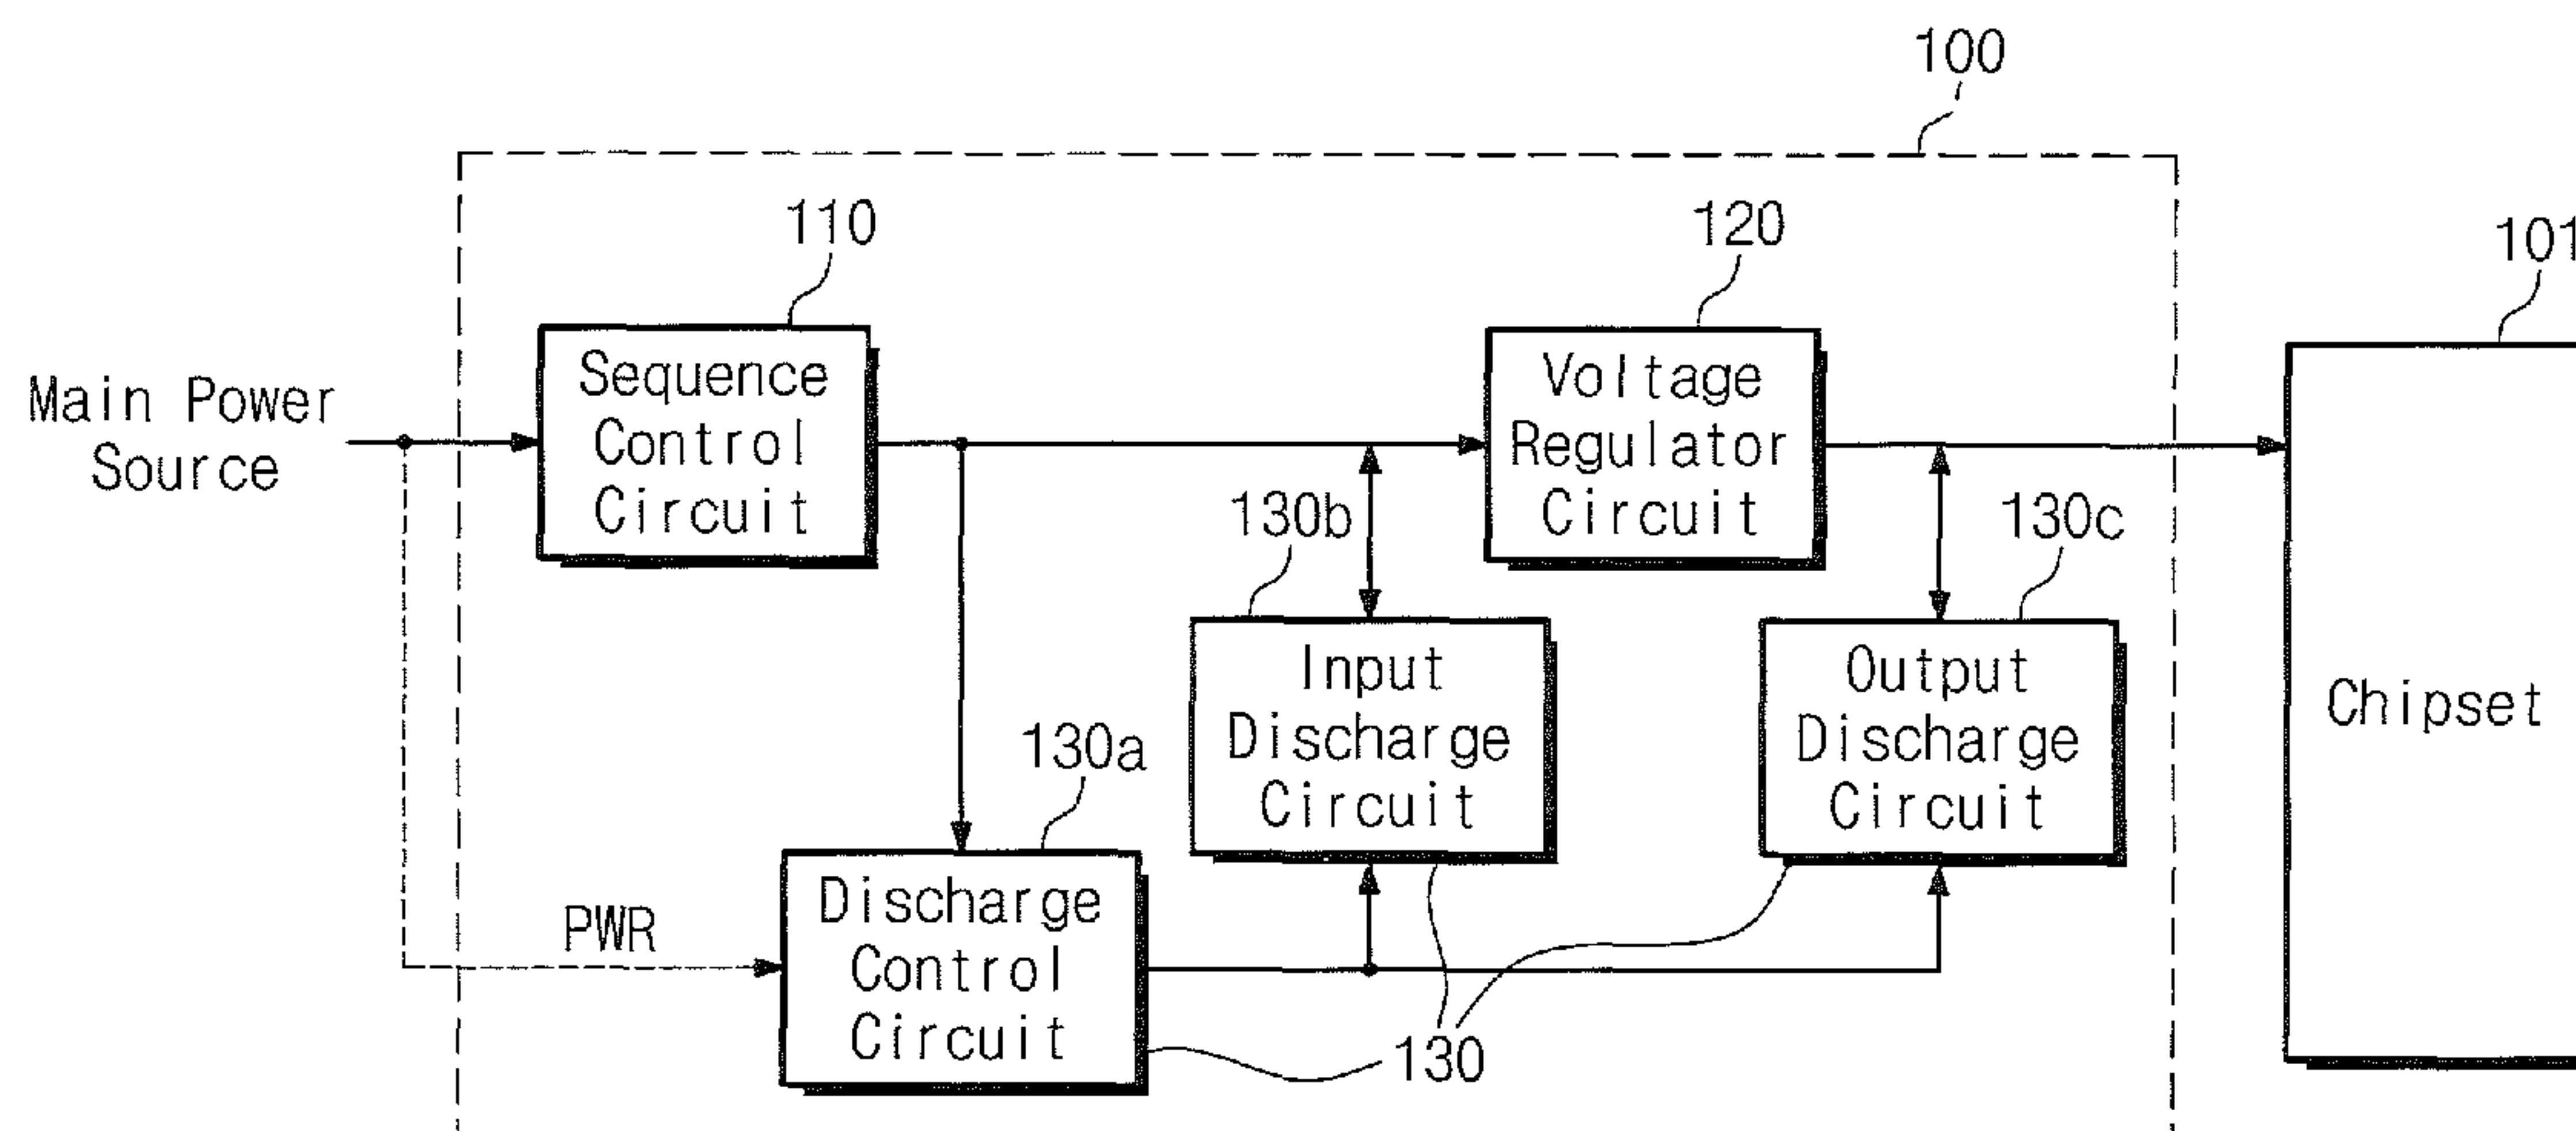 100
110
120
101
Main Power
Source
Sequence
Control
Circuit
Voltage
Regulator
Circuit
130b
130c
Input
Discharge
Circuit
Output
Discharge
Circuit
Chipset
130a
PWR
Discharge
Control
Circuit
130